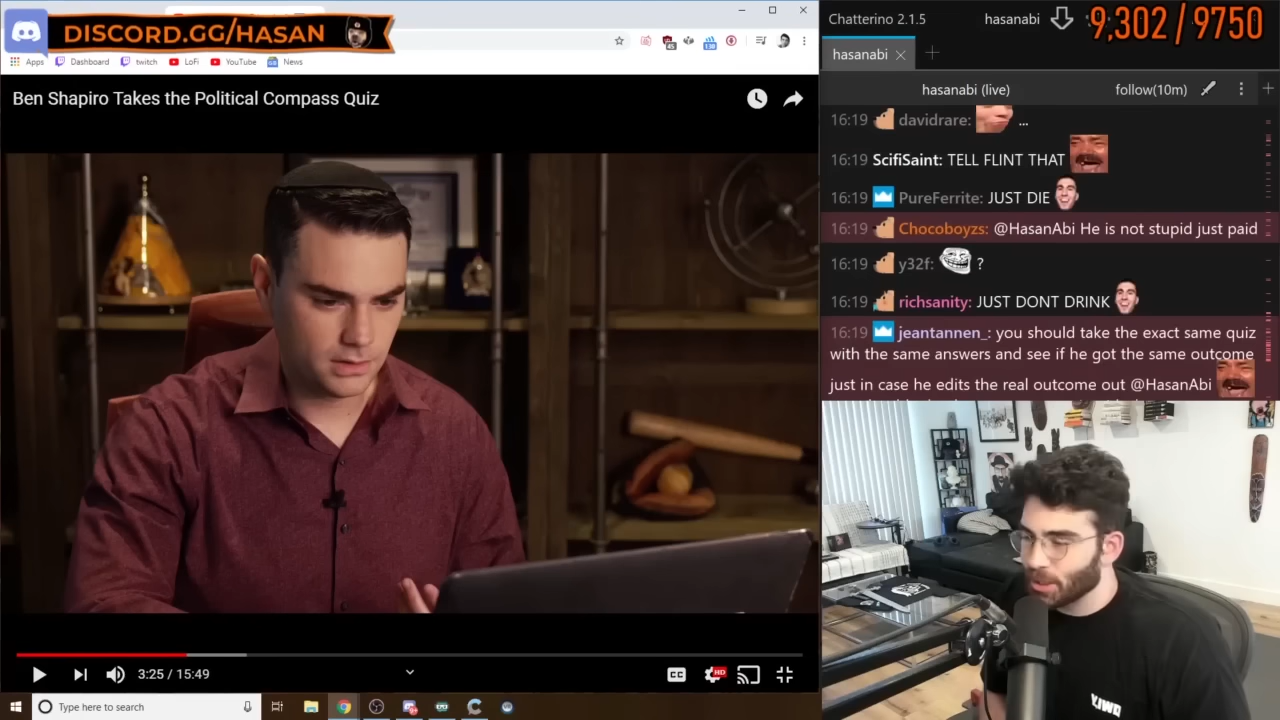 DISCORD.GG/HASAN
Apps
Dashboard
twitch
LoFi
YouTube
News
Ben Shapiro Takes the Political Compass Quiz
3:25 / 15:49
CC
HD
Type here to search
Chatterino 2.1.5
hasanabi
9,302 / 9750
hasanabi
hasanabi (live)
follow(10m)
16:19 davidrare: ...
16:19 ScifiSaint: TELL FLINT THAT
16:19 PureFerrite: JUST DIE
16:19 Chocoboyzs: @HasanAbi He is not stupid just paid
16:19 y32f: ?
16:19 richsanity: JUST DONT DRINK
16:19 jeantannen_: you should take the exact same quiz
with the same answers and see if he got the same outcome
just in case he edits the real outcome out @HasanAbi